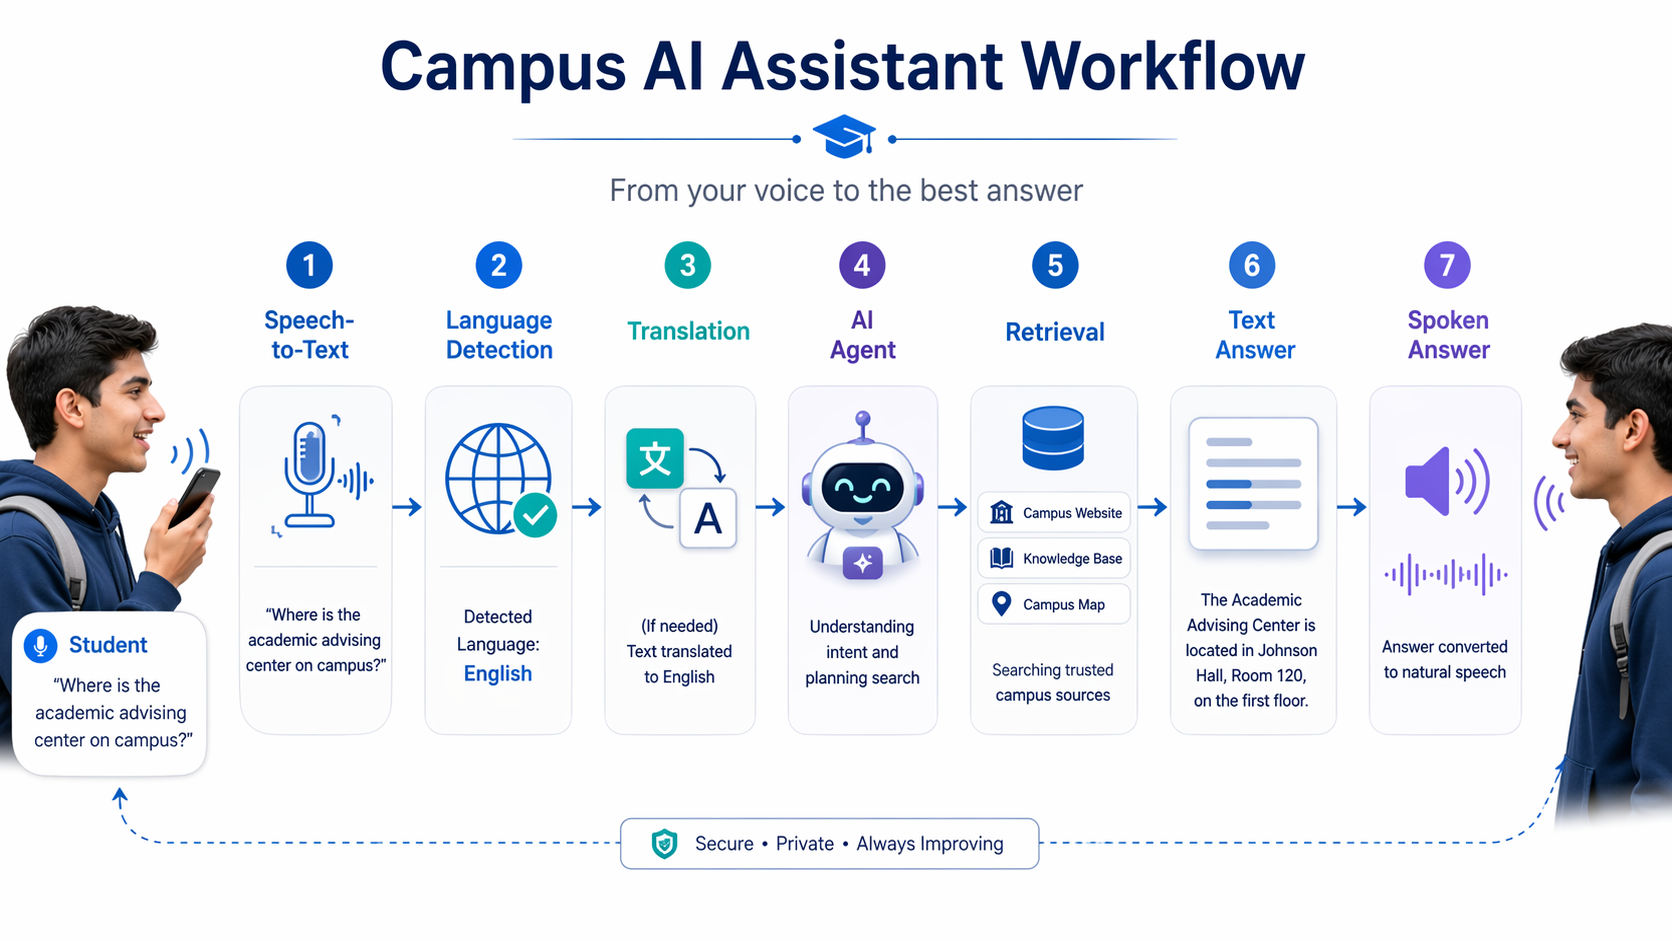 Campus AI Assistant Workflow
From your voice to the best answer
1
Speech-
to-Text
“Where is the
academic advising
center on campus?”
2
Language
Detection
Detected
Language:
English
3
Translation
文
A
(If needed)
Text translated
to English
4
AI
Agent
Understanding
intent and
planning search
5
Retrieval
Campus Website
Knowledge Base
Campus Map
Searching trusted
campus sources
6
Text
Answer
The Academic
Advising Center is
located in Johnson
Hall, Room 120,
on the first floor.
7
Spoken
Answer
Answer converted
to natural speech
Student
“Where is the
academic advising
center on campus?”
Secure • Private • Always Improving